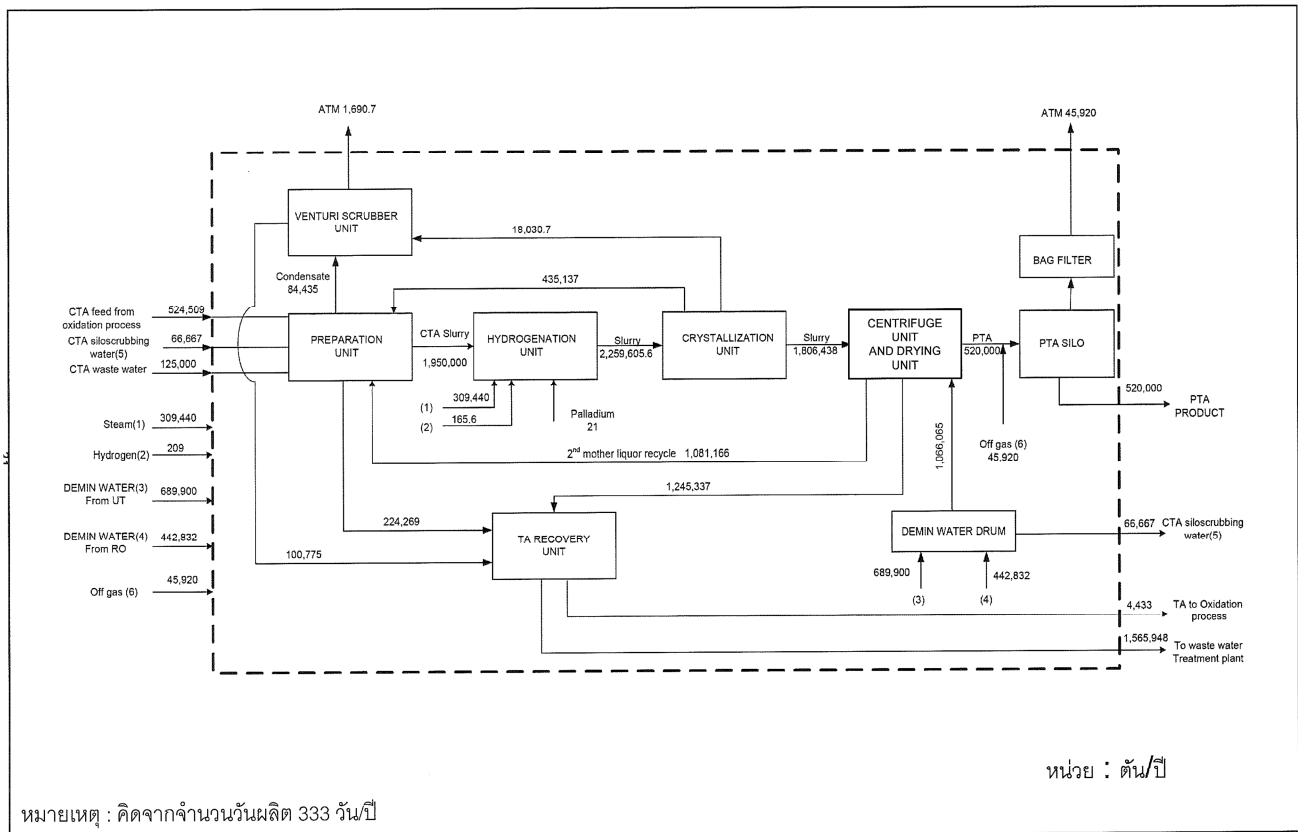 ATM 1,690.7
ATM 45,920
VENTURI SCRUBBER
UNIT
18,030.7
BAG FILTER
Condensate
84,435
435,137
CTA feed from
oxidation process
524,509
CTA siloscrubbing
water(5)
66,667
CTA waste water
125,000
PREPARATION
UNIT
CTA Slurry
1,950,000
HYDROGENATION
UNIT
Slurry
2,259,605.6
CRYSTALLIZATION
UNIT
Slurry
1,806,438
CENTRIFUGE
UNIT
AND DRYING
UNIT
PTA
520,000
PTA SILO
520,000
PTA
PRODUCT
(1)
309,440
(2)
165.6
Palladium
21
Off gas (6)
45,920
Steam(1)
309,440
Hydrogen(2)
209
2nd mother liquor recycle 1,081,166
1,066,065
1,245,337
DEMIN WATER(3)
From UT
689,900
224,269
TA RECOVERY
UNIT
DEMIN WATER DRUM
66,667
CTA siloscrubbing
water(5)
DEMIN WATER(4)
From RO
442,832
100,775
689,900
442,832
(3)
(4)
Off gas (6)
45,920
4,433
TA to Oxidation
process
1,565,948
To waste water
Treatment plant
หน่วย : ตัน/ปี
หมายเหตุ : คิดจากจำนวนวันผลิต 333 วัน/ปี